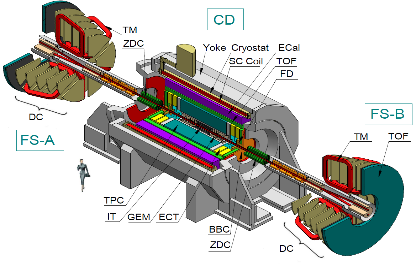 CD
TM
ZDC
Yoke Cryostat ECal
SC Coil TOF
FD
DC
FS-A
FS-B
TM TOF
TPC
IT
GEM
ECT
BBC
ZDC
DC